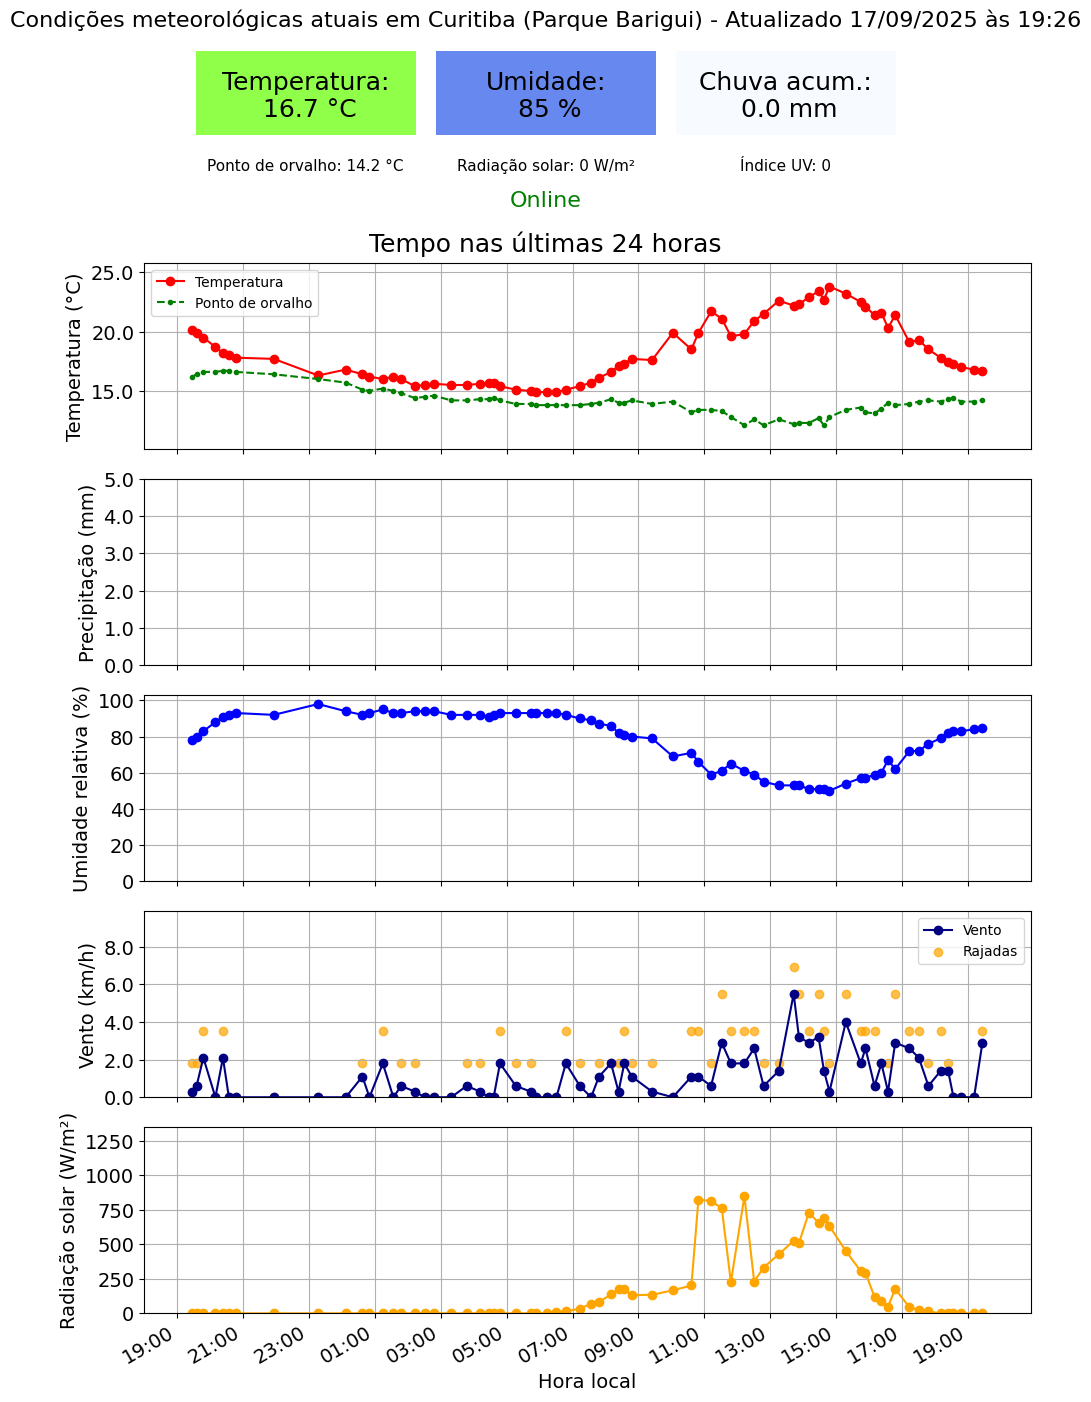 Condições meteorológicas atuais em Curitiba (Parque Barigui) - Atualizado 17/09/2025 às 19:26
Temperatura:
16.7 °C
Umidade:
85 %
Chuva acum.:
0.0 mm
Ponto de orvalho: 14.2 °C
Radiação solar: 0 W/m²
Índice UV: 0
Online
Tempo nas últimas 24 horas
Temperatura (°C)
25.0
20.0
15.0
Temperatura
Ponto de orvalho
Precipitação (mm)
5.0
4.0
3.0
2.0
1.0
0.0
Umidade relativa (%)
100
80
60
40
20
0
Vento (km/h)
8.0
6.0
4.0
2.0
0.0
Vento
Rajadas
Radiação solar (W/m²)
1250
1000
750
500
250
0
19:00
21:00
23:00
01:00
03:00
05:00
07:00
09:00
11:00
13:00
15:00
17:00
19:00
Hora local